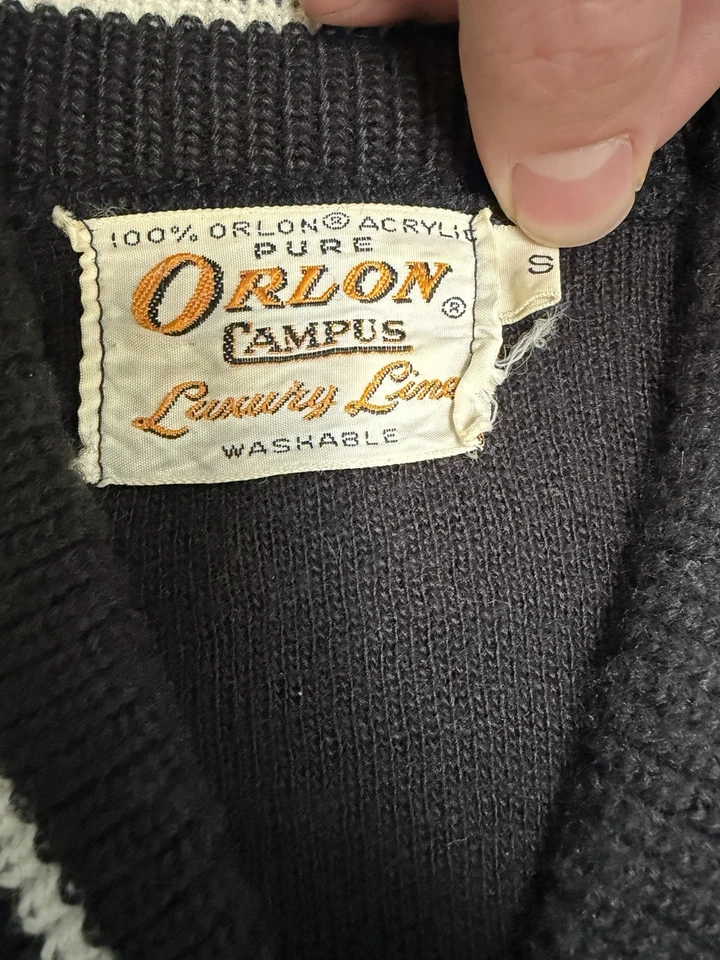 100% ORLON® ACRYLIC
PURE
ORLON®
CAMPUS
Luxury Line
WASHABLE
S